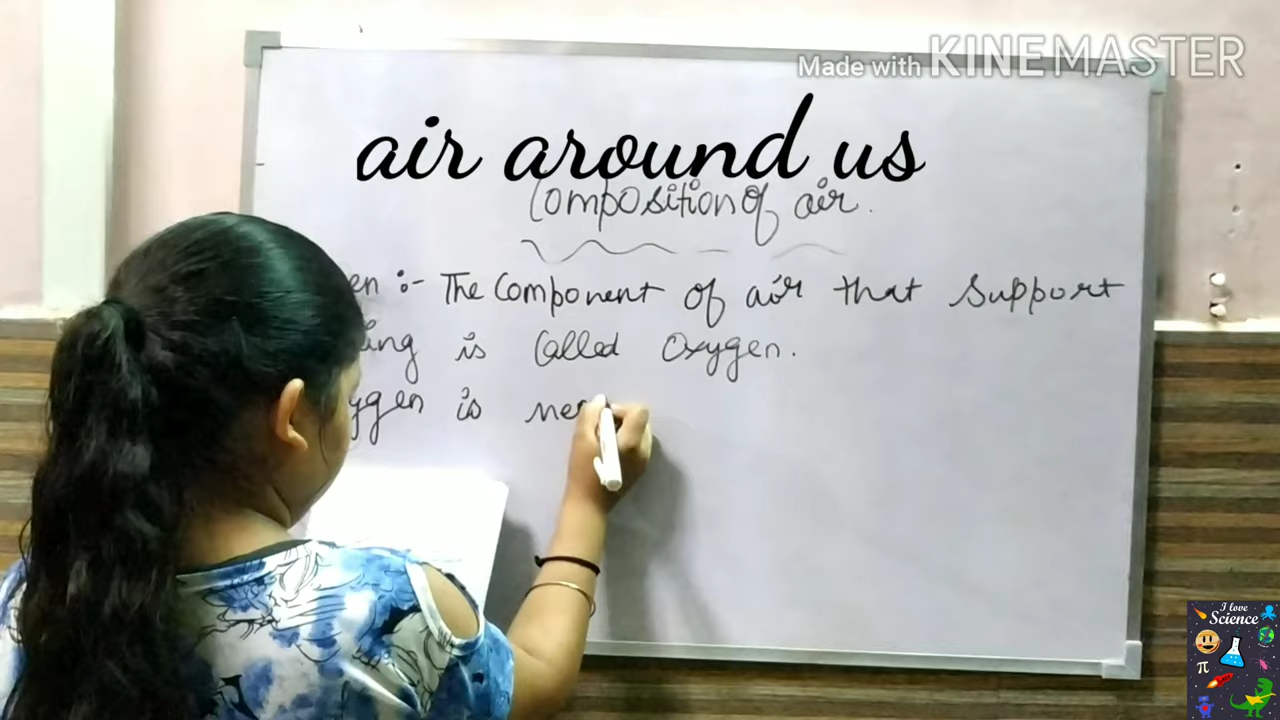 Made with KINEMASTER
air around us
Composition of air.
en :- The Component of air that Support
ing is Called Oxygen.
ygen is ne
I love
Science
π